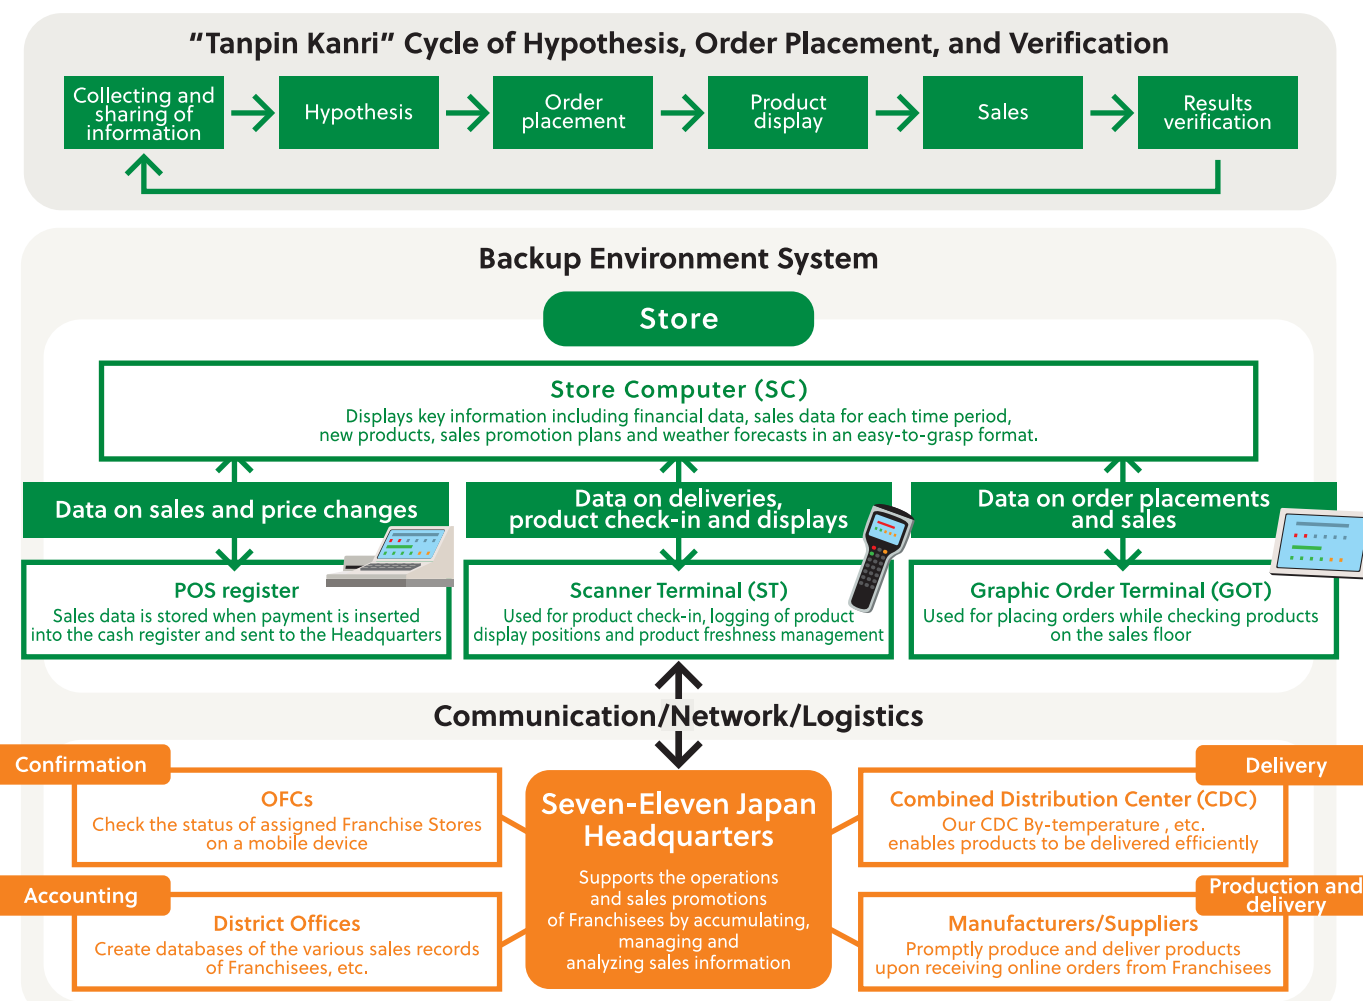 “Tanpin Kanri” Cycle of Hypothesis, Order Placement, and Verification
Collecting and
sharing of
information
Hypothesis
Order
placement
Product
display
Sales
Results
verification
Backup Environment System
Store
Store Computer (SC)
Displays key information including financial data, sales data for each time period,
new products, sales promotion plans and weather forecasts in an easy-to-grasp format.
Data on sales and price changes
Data on deliveries,
product check-in and displays
Data on order placements
and sales
POS register
Sales data is stored when payment is inserted
into the cash register and sent to the Headquarters
Scanner Terminal (ST)
Used for product check-in, logging of product
display positions and product freshness management
Graphic Order Terminal (GOT)
Used for placing orders while checking products
on the sales floor
Communication/Network/Logistics
Confirmation
OFCs
Check the status of assigned Franchise Stores
on a mobile device
Accounting
District Offices
Create databases of the various sales records
of Franchisees, etc.
Seven-Eleven Japan
Headquarters
Supports the operations
and sales promotions
of Franchisees by accumulating,
managing and
analyzing sales information
Delivery
Combined Distribution Center (CDC)
Our CDC By-temperature , etc.
enables products to be delivered efficiently
Production and
delivery
Manufacturers/Suppliers
Promptly produce and deliver products
upon receiving online orders from Franchisees